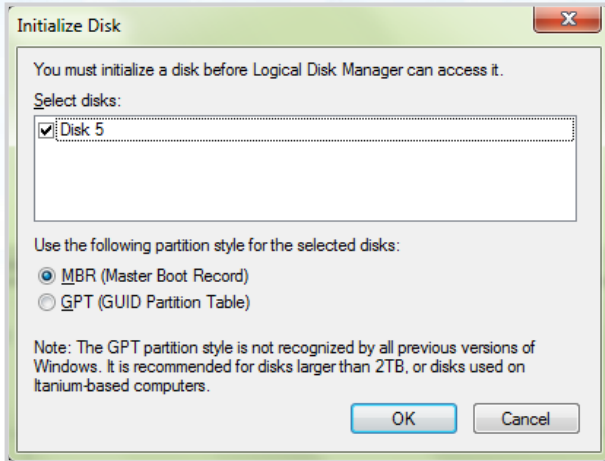 Initialize Disk
You must initialize a disk before Logical Disk Manager can access it.
Select disks:
Disk 5
Use the following partition style for the selected disks:
MBR (Master Boot Record)
GPT (GUID Partition Table)
Note: The GPT partition style is not recognized by all previous versions of
Windows. It is recommended for disks larger than 2TB, or disks used on
Itanium-based computers.
OK Cancel